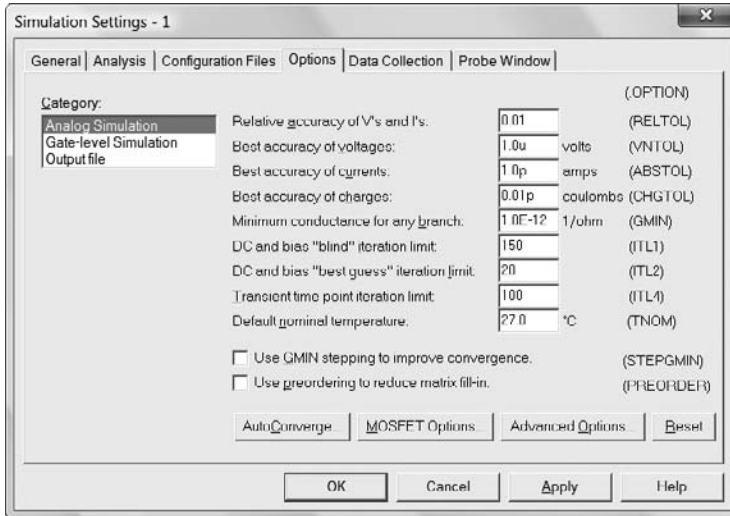 Simulation Settings - 1
General Analysis Configuration Files Options Data Collection Probe Window
(.OPTION)
Category:
Analog Simulation
Gate-level Simulation
Output file
Relative accuracy of V's and I's: 0.01 (RELTOL)
Best accuracy of voltages: 1.0u volts (VNTOL)
Best accuracy of currents: 1.0p amps (ABSTOL)
Best accuracy of charges: 0.01p coulombs (CHGTOL)
Minimum conductance for any branch: 1.0E-12 1/ohm (GMIN)
DC and bias "blind" iteration limit: 150 (ITL1)
DC and bias "best guess" iteration limit: 20 (ITL2)
Transient time point iteration limit: 100 (ITL4)
Default nominal temperature: 27.0 °C (TNOM)
Use GMIN stepping to improve convergence. (STEPGMIN)
Use preordering to reduce matrix fill-in. (PREORDER)
AutoConverge... MOSFET Options... Advanced Options... Reset
OK Cancel Apply Help